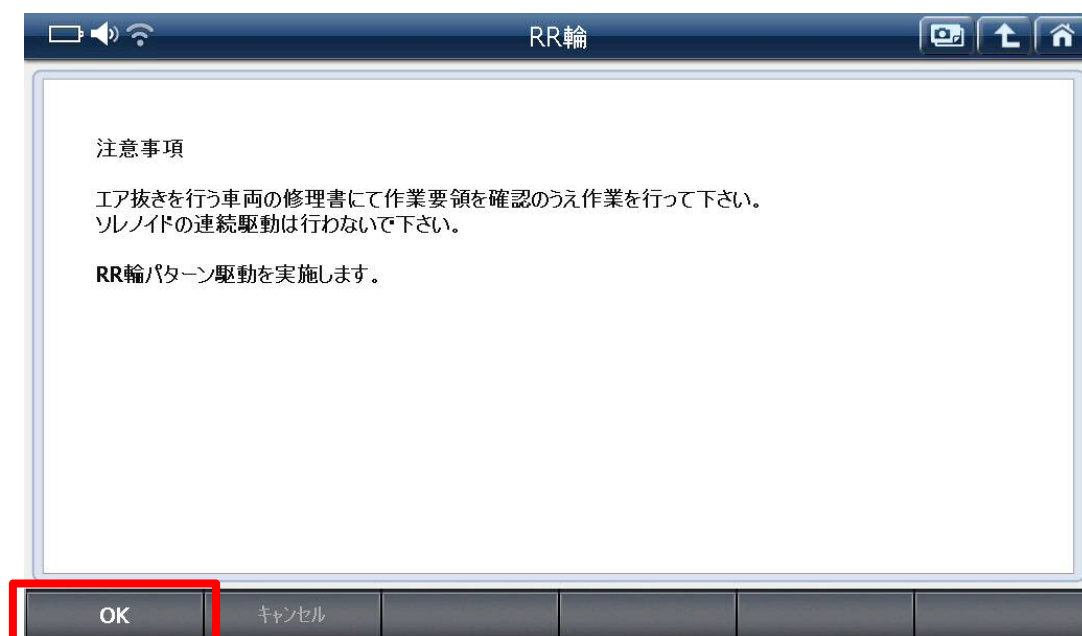 RR輪
注意事項
エア抜きを行う車両の修理書にて作業要領を確認のうえ作業を行って下さい。
ソレノイドの連続駆動は行わないで下さい。
RR輪パターン駆動を実施します。
OK
キャンセル